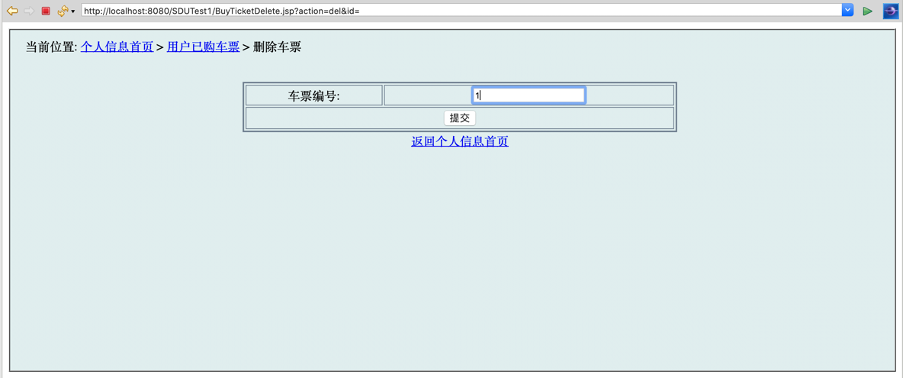 http://localhost:8080/SDUTest1/BuyTicketDelete.jsp?action=del&id=
当前位置: 个人信息首页 > 用户已购车票 > 删除车票
车票编号: 1
提交
返回个人信息首页